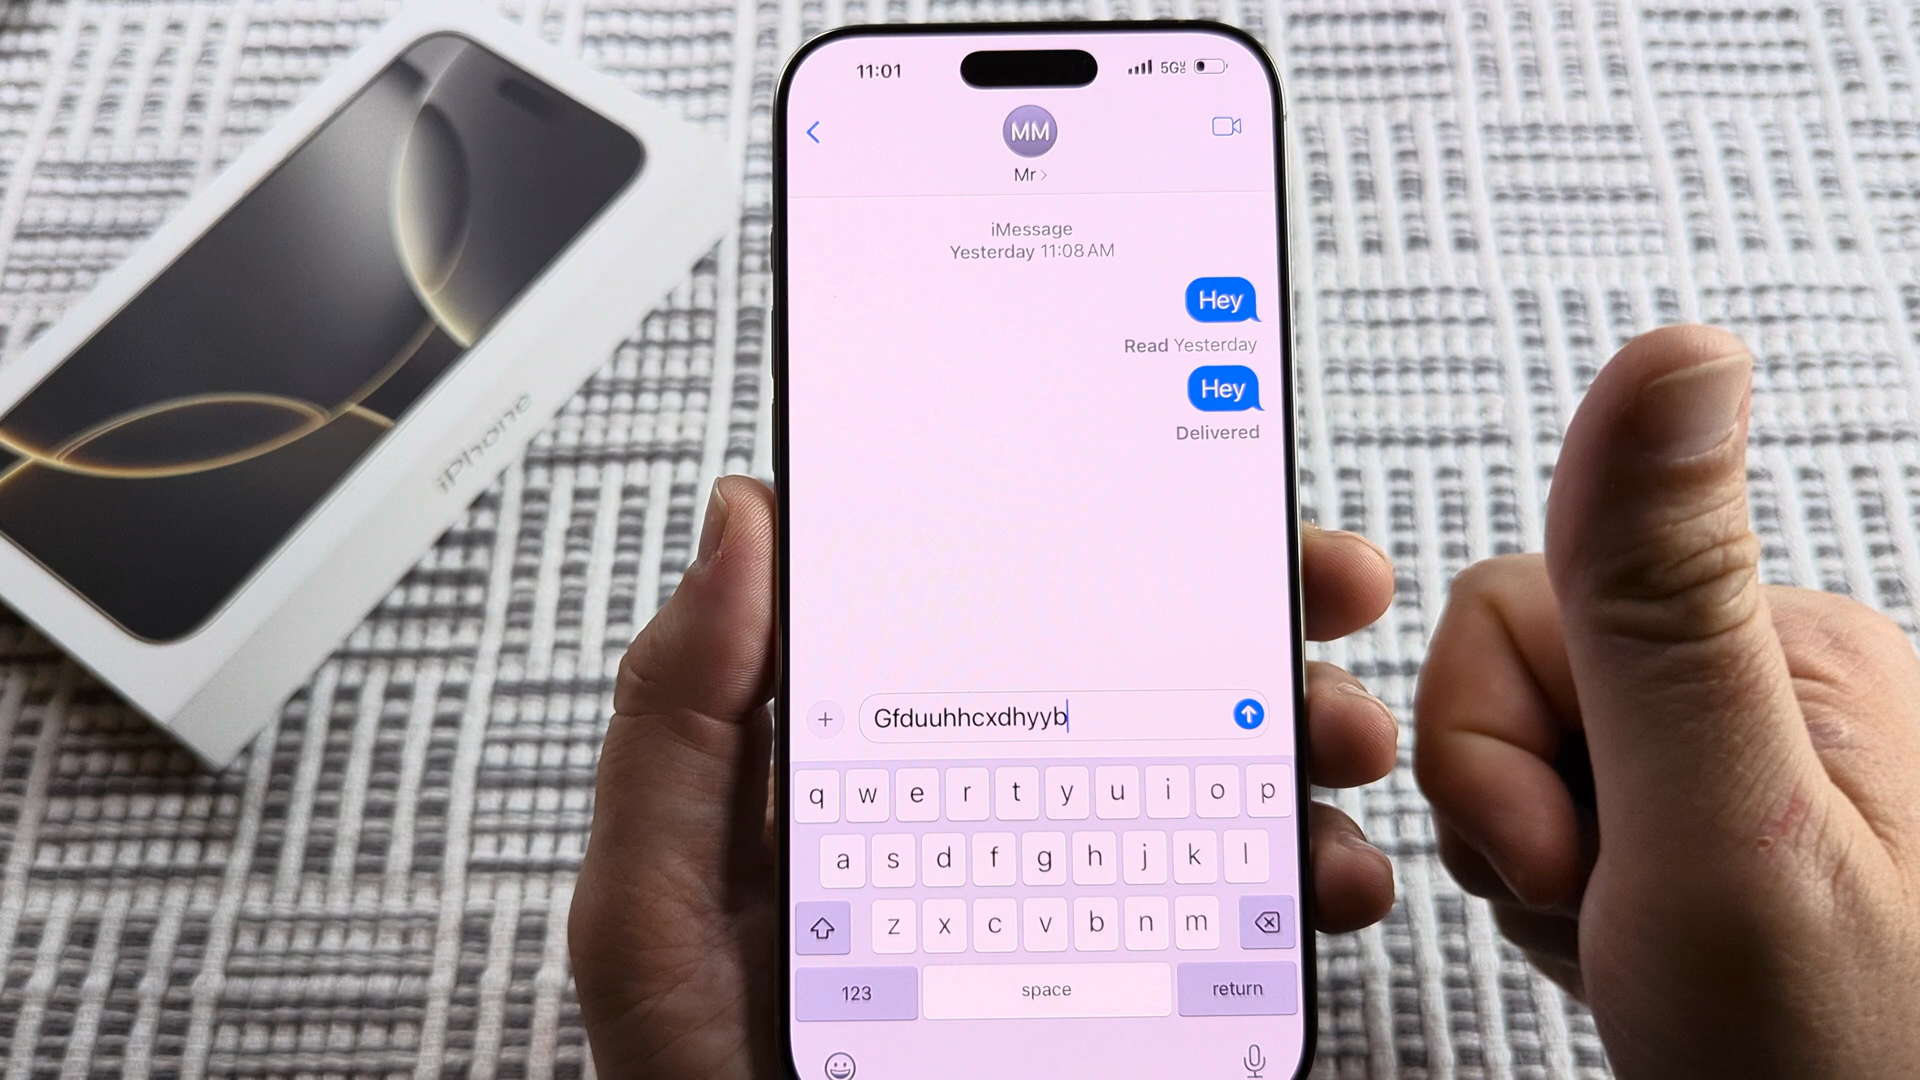 iPhone
11:01
5G
MM
Mr
iMessage
Yesterday 11:08 AM
Hey
Read Yesterday
Hey
Delivered
Gfduuhhcxdhyyb
q w e r t y u i o p
a s d f g h j k l
z x c v b n m
123 space return